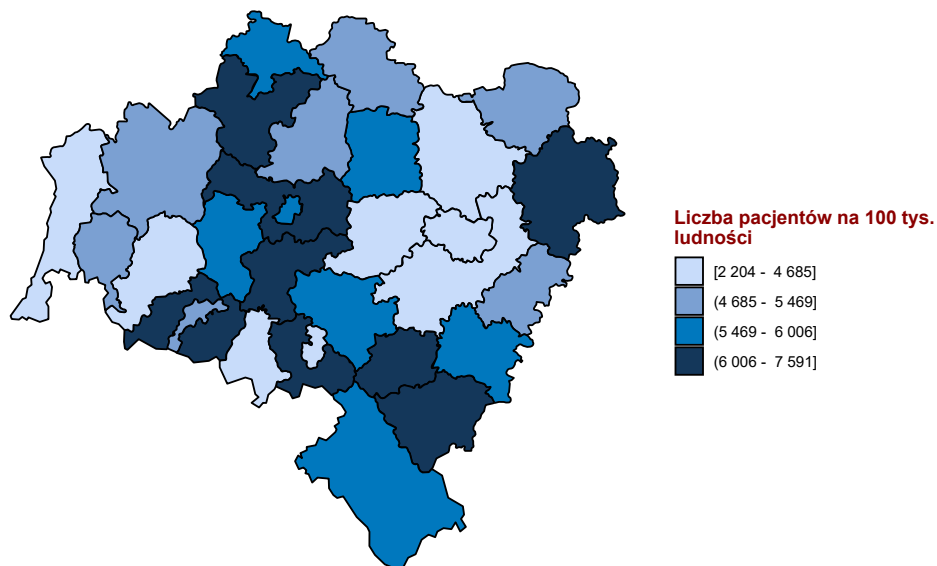 Liczba pacjentów na 100 tys.
ludności
[2 204 - 4 685]
(4 685 - 5 469]
(5 469 - 6 006]
(6 006 - 7 591]